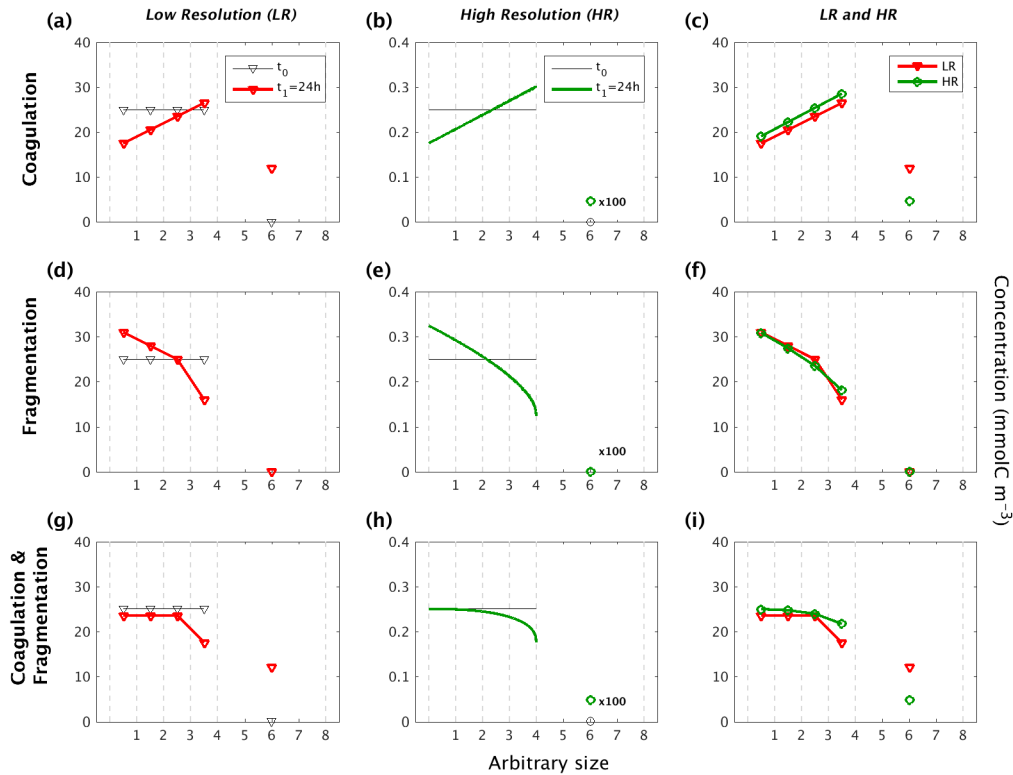 (a) Low Resolution (LR)
(b) High Resolution (HR)
(c) LR and HR
Coagulation
40
30
20
10
0
1 2 3 4 5 6 7 8
t0
t1=24h
0.4
0.3
0.2
0.1
0
1 2 3 4 5 6 7 8
t0
t1=24h
x100
40
30
20
10
0
1 2 3 4 5 6 7 8
LR
HR
Fragmentation
(d)
40
30
20
10
0
1 2 3 4 5 6 7 8
(e)
0.4
0.3
0.2
0.1
0
1 2 3 4 5 6 7 8
x100
(f)
40
30
20
10
0
1 2 3 4 5 6 7 8
Concentration (mmolC m⁻³)
Coagulation &
Fragmentation
(g)
40
30
20
10
0
1 2 3 4 5 6 7 8
(h)
0.4
0.3
0.2
0.1
0
1 2 3 4 5 6 7 8
x100
(i)
40
30
20
10
0
1 2 3 4 5 6 7 8
Arbitrary size